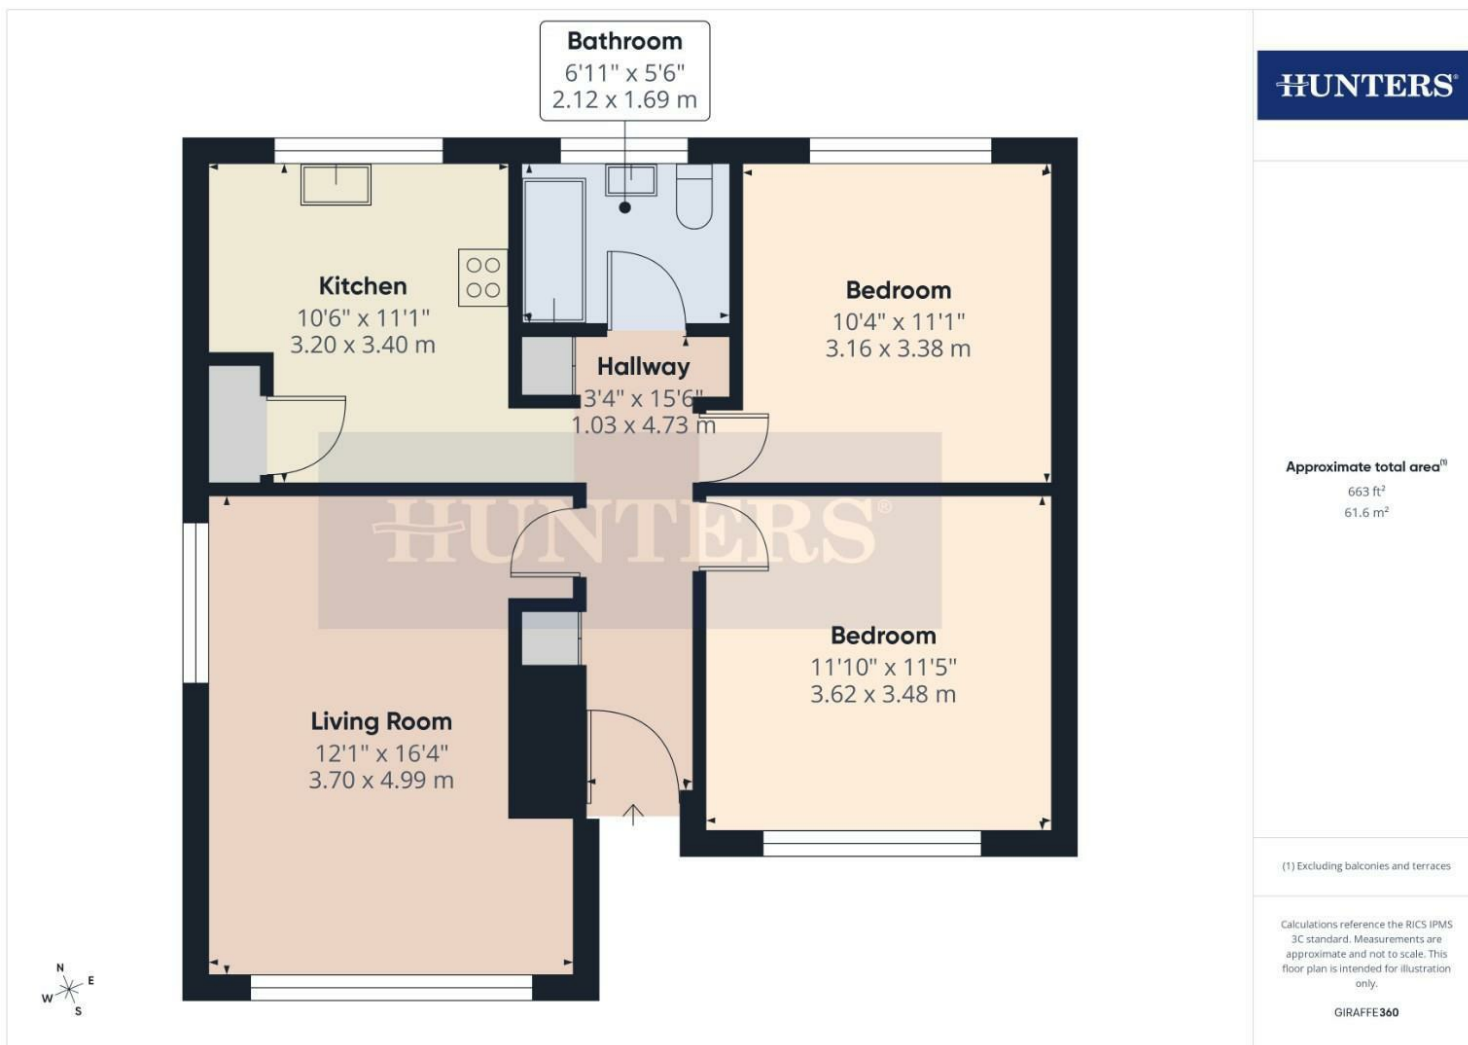 Bathroom
6'11" x 5'6"
2.12 x 1.69 m
HUNTERS®
Kitchen
10'6" x 11'1"
3.20 x 3.40 m
Hallway
3'4" x 15'6"
1.03 x 4.73 m
Bedroom
10'4" x 11'1"
3.16 x 3.38 m
HUNTERS®
Living Room
12'1" x 16'4"
3.70 x 4.99 m
Bedroom
11'10" x 11'5"
3.62 x 3.48 m
Approximate total area(1)
663 ft²
61.6 m²
(1) Excluding balconies and terraces
Calculations reference the RICS IPMS
3C standard. Measurements are
approximate and not to scale. This
floor plan is intended for illustration
only.
GIRAFFE360
N
E
W
S